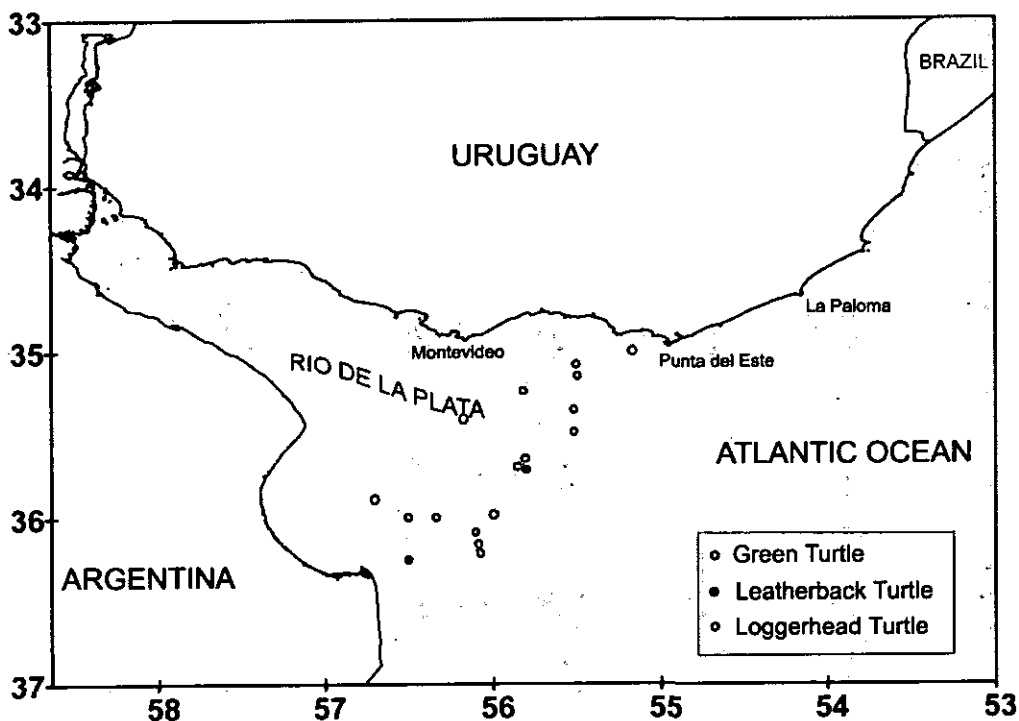 33
BRAZIL
URUGUAY
34
La Paloma
35
Montevideo
Punta del Este
RIO DE LA PLATA
ATLANTIC OCEAN
36
ARGENTINA
Green Turtle
Leatherback Turtle
Loggerhead Turtle
37
58
57
56
55
54
53